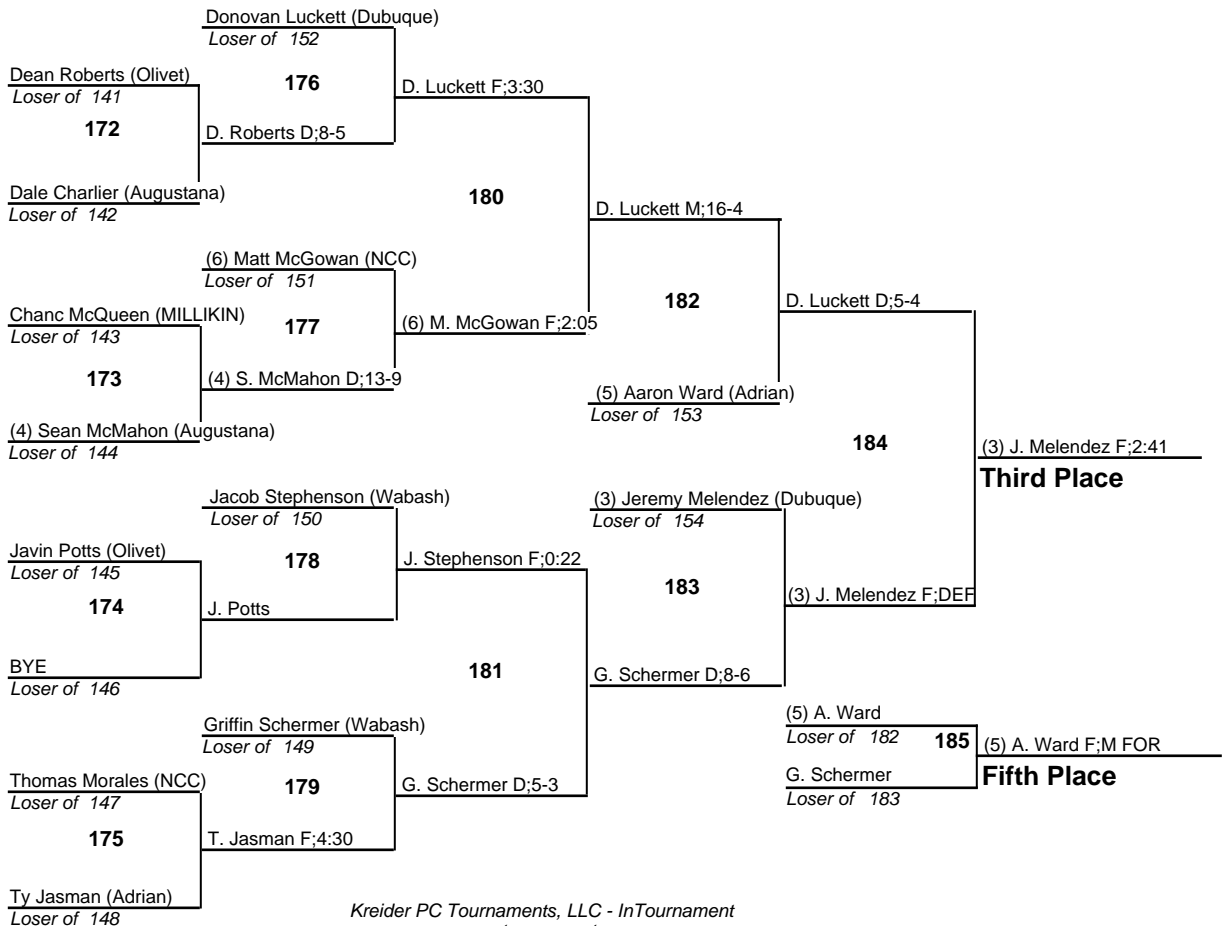 Donovan Luckett (Dubuque)
Loser of 152
176
Dean Roberts (Olivet)
Loser of 141
172
D. Roberts D;8-5
D. Luckett F;3:30
Dale Charlier (Augustana)
Loser of 142
180
D. Luckett M;16-4
(6) Matt McGowan (NCC)
Loser of 151
177
Chanc McQueen (MILLIKIN)
Loser of 143
173
(4) S. McMahon D;13-9
(6) M. McGowan F;2:05
(4) Sean McMahon (Augustana)
Loser of 144
182
D. Luckett D;5-4
(5) Aaron Ward (Adrian)
Loser of 153
184
(3) J. Melendez F;2:41
Third Place
Jacob Stephenson (Wabash)
Loser of 150
178
Javin Potts (Olivet)
Loser of 145
174
J. Potts
J. Stephenson F;0:22
BYE
Loser of 146
(3) Jeremy Melendez (Dubuque)
Loser of 154
183
(3) J. Melendez F;DEF
181
G. Schermer D;8-6
Griffin Schermer (Wabash)
Loser of 149
179
Thomas Morales (NCC)
Loser of 147
175
T. Jasman F;4:30
G. Schermer D;5-3
Ty Jasman (Adrian)
Loser of 148
(5) A. Ward
Loser of 182
185
(5) A. Ward F;M FOR
Fifth Place
G. Schermer
Loser of 183
Kreider PC Tournaments, LLC - InTournament